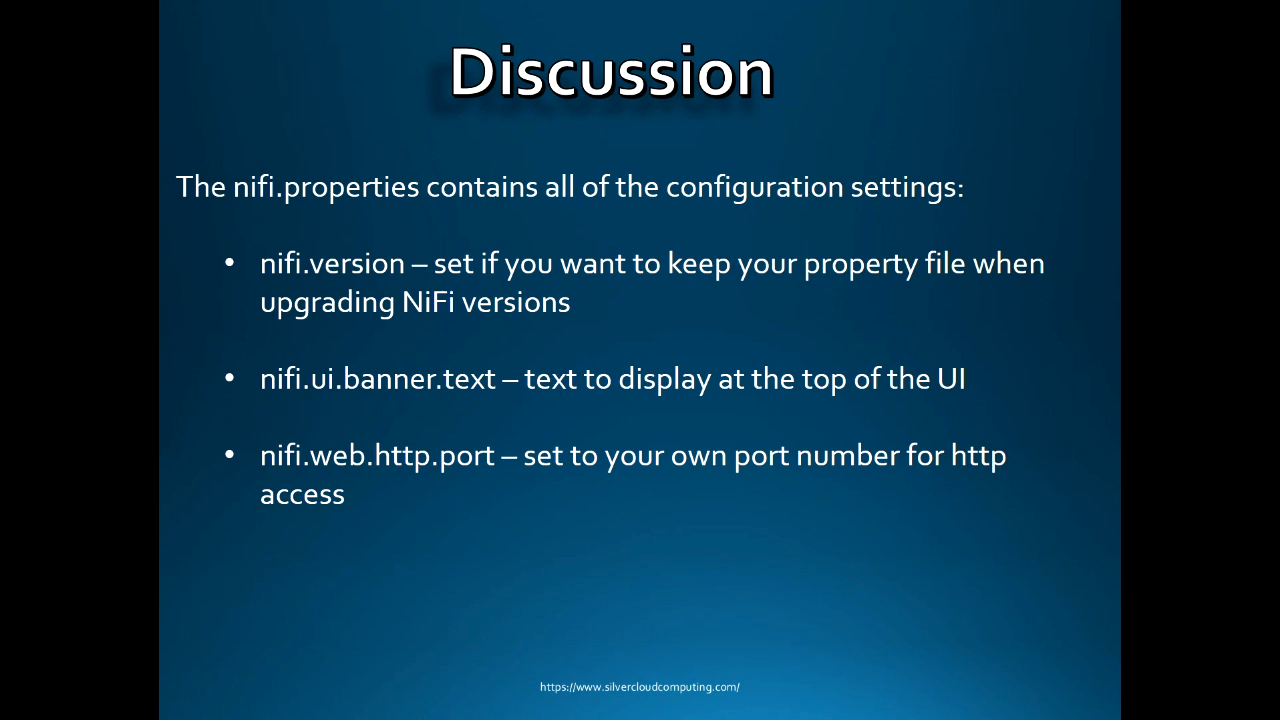 Discussion
The nifi.properties contains all of the configuration settings:
• nifi.version – set if you want to keep your property file when
upgrading NiFi versions
• nifi.ui.banner.text – text to display at the top of the UI
• nifi.web.http.port – set to your own port number for http
access
https://www.silvercloudcomputing.com/